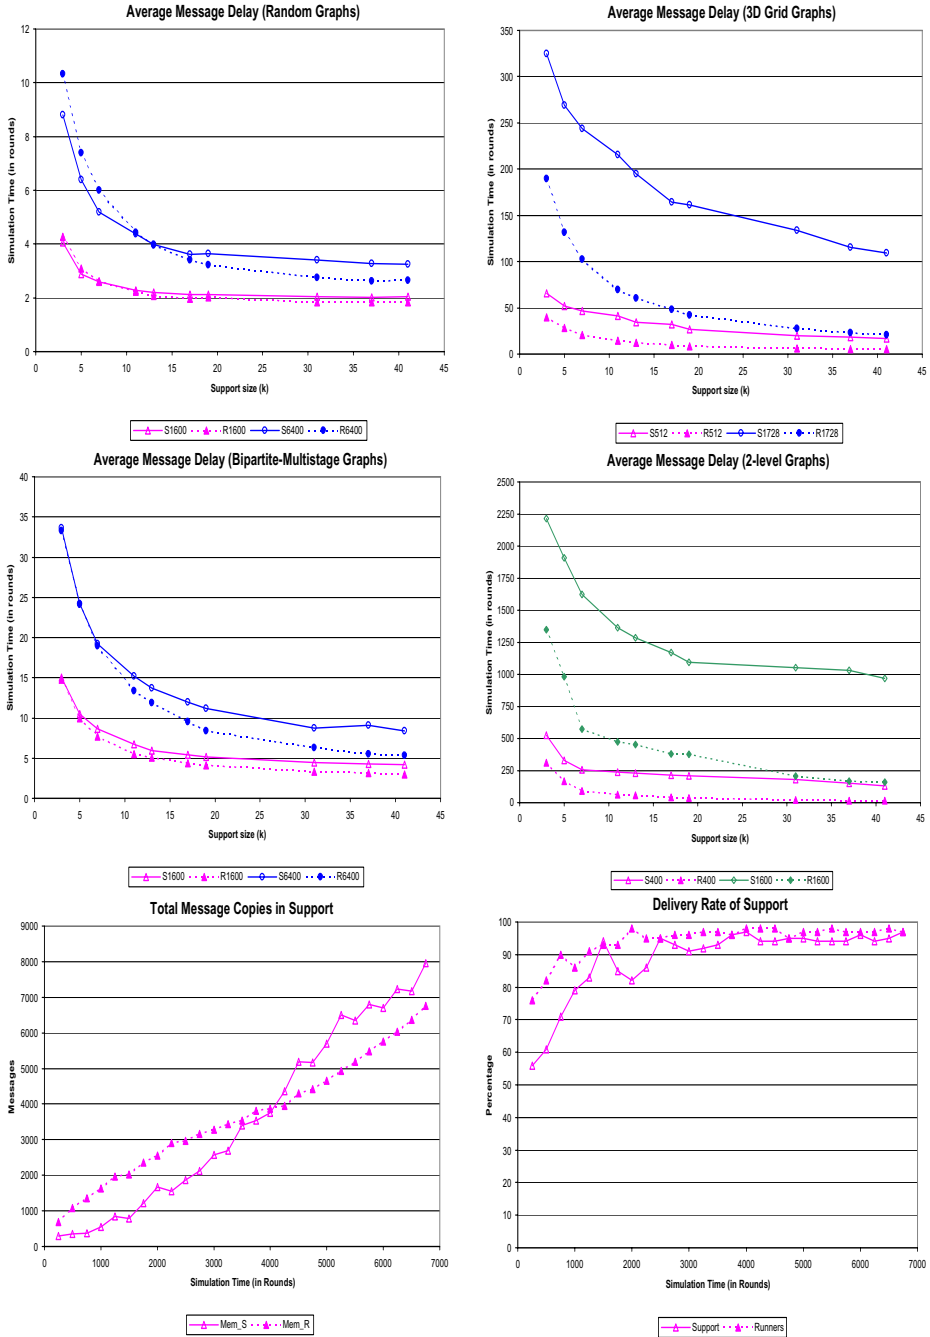 Average Message Delay (Random Graphs)
Simulation Time (in rounds)
12
10
8
6
4
2
0
0 5 10 15 20 25 30 35 40 45
Support size (k)
S1600 R1600 S6400 R6400
Average Message Delay (3D Grid Graphs)
Simulation Time (in rounds)
350
300
250
200
150
100
50
0
0 5 10 15 20 25 30 35 40 45
Support size (k)
S512 R512 S1728 R1728
Average Message Delay (Bipartite-Multistage Graphs)
Simulation Time (in rounds)
40
35
30
25
20
15
10
5
0
0 5 10 15 20 25 30 35 40 45
Support size (k)
S1600 R1600 S6400 R6400
Average Message Delay (2-level Graphs)
Simulation Time (in rounds)
2500
2250
2000
1750
1500
1250
1000
750
500
250
0
0 5 10 15 20 25 30 35 40 45
Support size (k)
S400 R400 S1600 R1600
Total Message Copies in Support
Messages
9000
8000
7000
6000
5000
4000
3000
2000
1000
0
0 1000 2000 3000 4000 5000 6000 7000
Simulation Time (in Rounds)
Mem_S Mem_R
Delivery Rate of Support
Percentage
100
90
80
70
60
50
40
30
20
10
0
0 1000 2000 3000 4000 5000 6000 7000
Simulation Time (in Rounds)
Support Runners